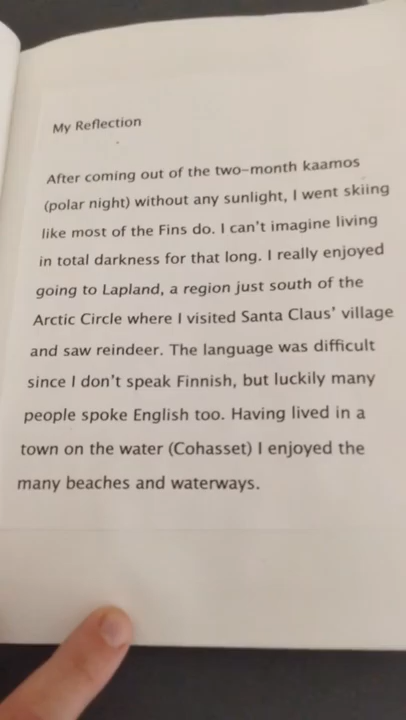 My Reflection
After coming out of the two-month kaamos
(polar night) without any sunlight, I went skiing
like most of the Fins do. I can't imagine living
in total darkness for that long. I really enjoyed
going to Lapland, a region just south of the
Arctic Circle where I visited Santa Claus' village
and saw reindeer. The language was difficult
since I don't speak Finnish, but luckily many
people spoke English too. Having lived in a
town on the water (Cohasset) I enjoyed the
many beaches and waterways.